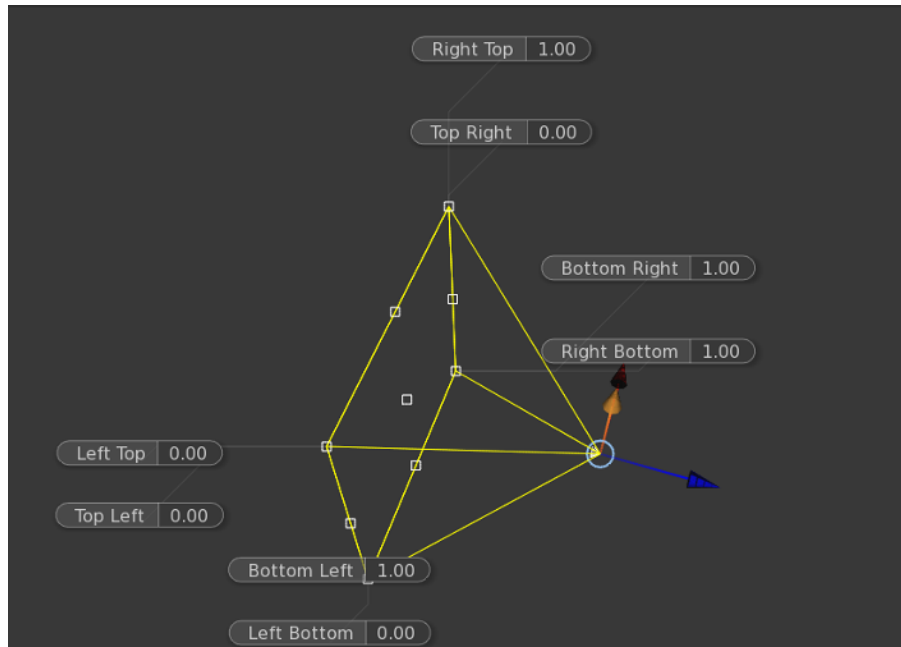 Right Top 1.00
Top Right 0.00
Bottom Right 1.00
Right Bottom 1.00
Left Top 0.00
Top Left 0.00
Bottom Left 1.00
Left Bottom 0.00